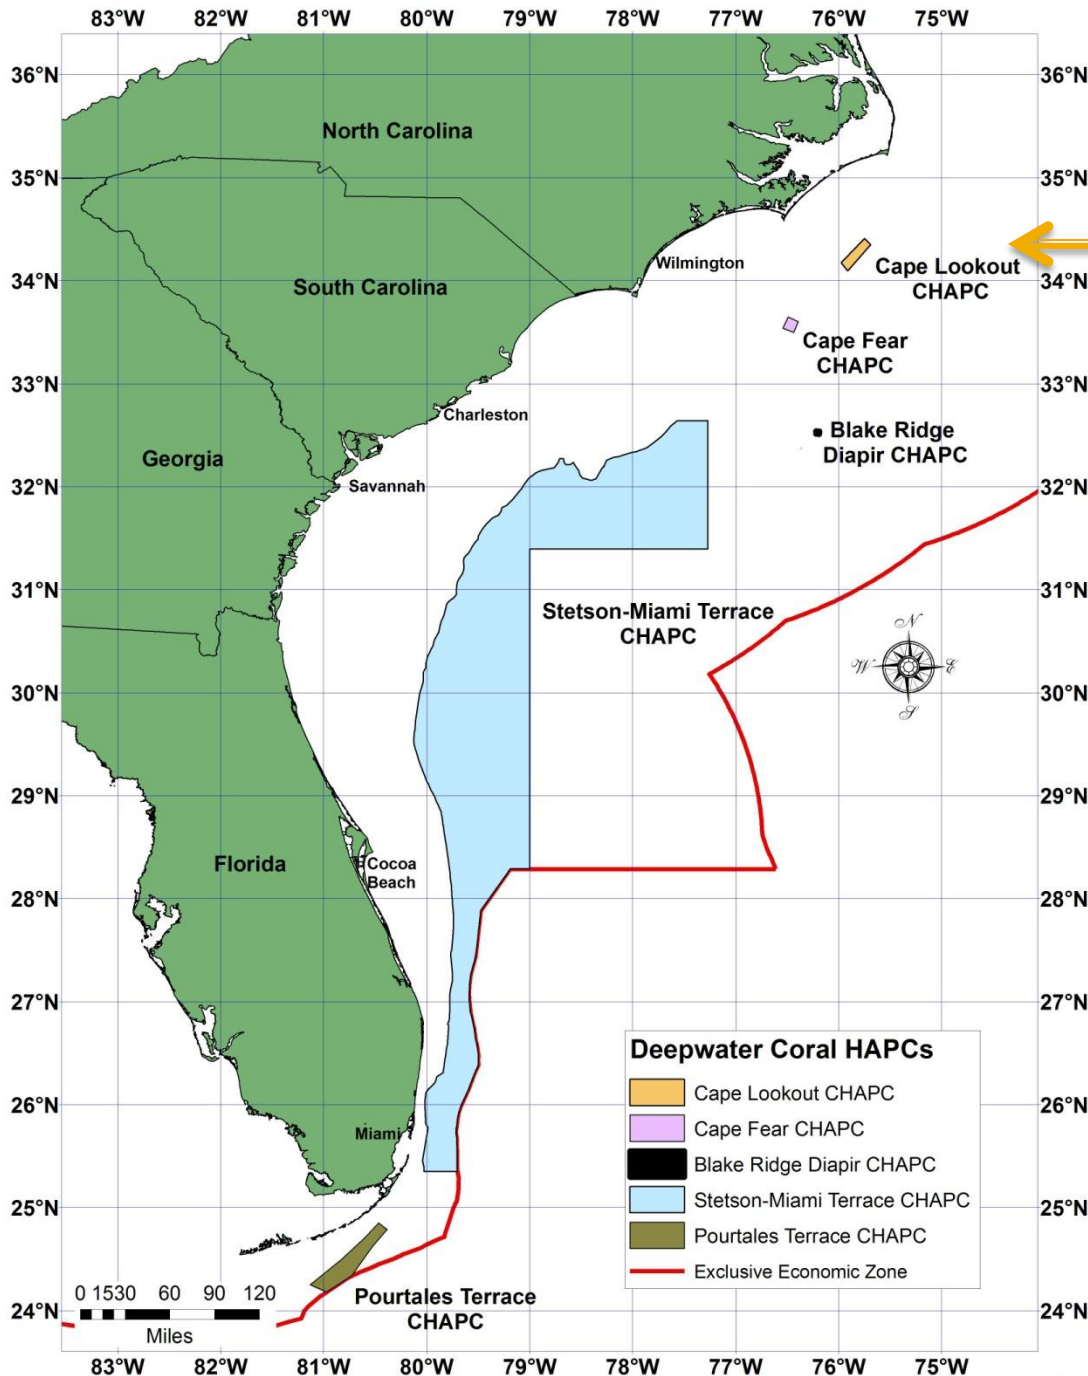 83W 82°W 81°W 80°W 79°W 78°W 77°W 76°W 75°W
36°N 36°N
North Carolina
35°N 35°N
Wilmington
Cape Lookout
CHAPC
South Carolina
34°N 34°N
Cape Fear
CHAPC
33°N 33°N
Charleston
Blake Ridge
Diapir CHAPC
Georgia
Savannah
32°N 32°N
31°N 31°N
Stetson-Miami Terrace
CHAPC
N
W E
S
30°N 30°N
29°N 29°N
Florida
Cocoa
Beach
28°N 28°N
27°N 27°N
Deepwater Coral HAPCs
Cape Lookout CHAPC
Cape Fear CHAPC
Blake Ridge Diapir CHAPC
Stetson-Miami Terrace CHAPC
Pourtales Terrace CHAPC
Exclusive Economic Zone
26°N 26°N
Miami
25°N 25°N
0 1530 60 90 120
Miles
Pourtales Terrace
CHAPC
24°N 24°N
83W 82°W 81°W 80°W 79°W 78°W 77°W 76°W 75°W